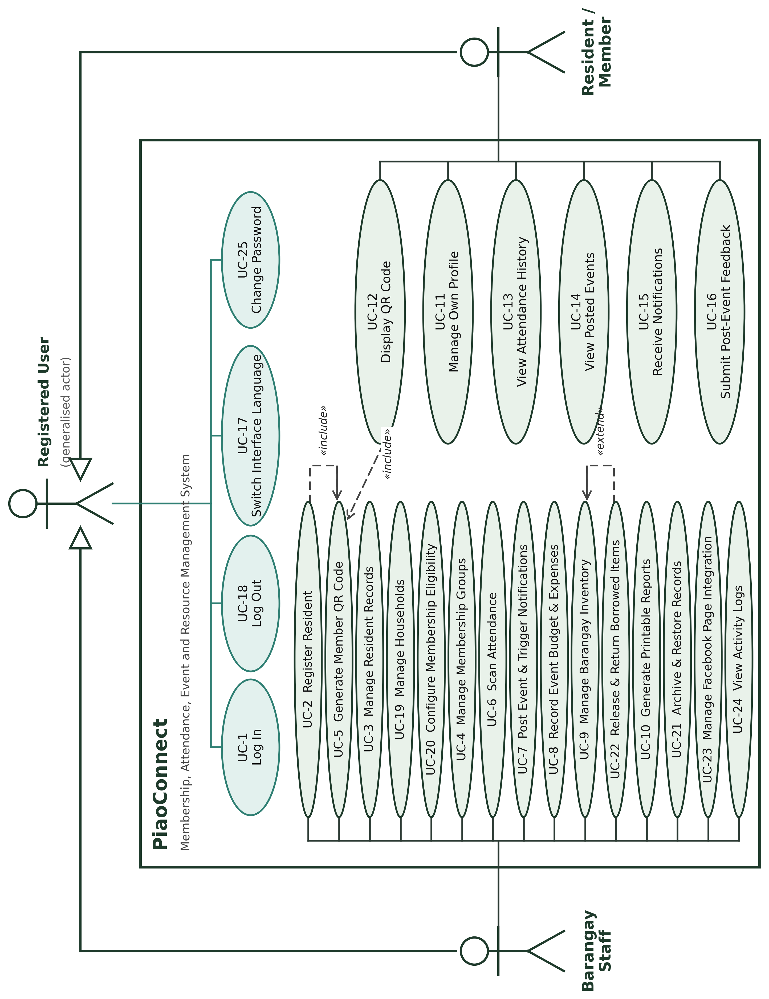 Registered User
(generalised actor)
PiaoConnect
Membership, Attendance, Event and Resource Management System
UC-1
Log In
UC-18
Log Out
UC-17
Switch Interface Language
UC-25
Change Password
UC-2 Register Resident
UC-5 Generate Member QR Code
UC-3 Manage Resident Records
UC-19 Manage Households
UC-20 Configure Membership Eligibility
UC-4 Manage Membership Groups
UC-6 Scan Attendance
UC-7 Post Event & Trigger Notifications
UC-8 Record Event Budget & Expenses
UC-9 Manage Barangay Inventory
UC-22 Release & Return Borrowed Items
UC-10 Generate Printable Reports
UC-21 Archive & Restore Records
UC-23 Manage Facebook Page Integration
UC-24 View Activity Logs
«include»
«include»
«extend»
UC-12
Display QR Code
UC-11
Manage Own Profile
UC-13
View Attendance History
UC-14
View Posted Events
UC-15
Receive Notifications
UC-16
Submit Post-Event Feedback
Barangay
Staff
Resident /
Member